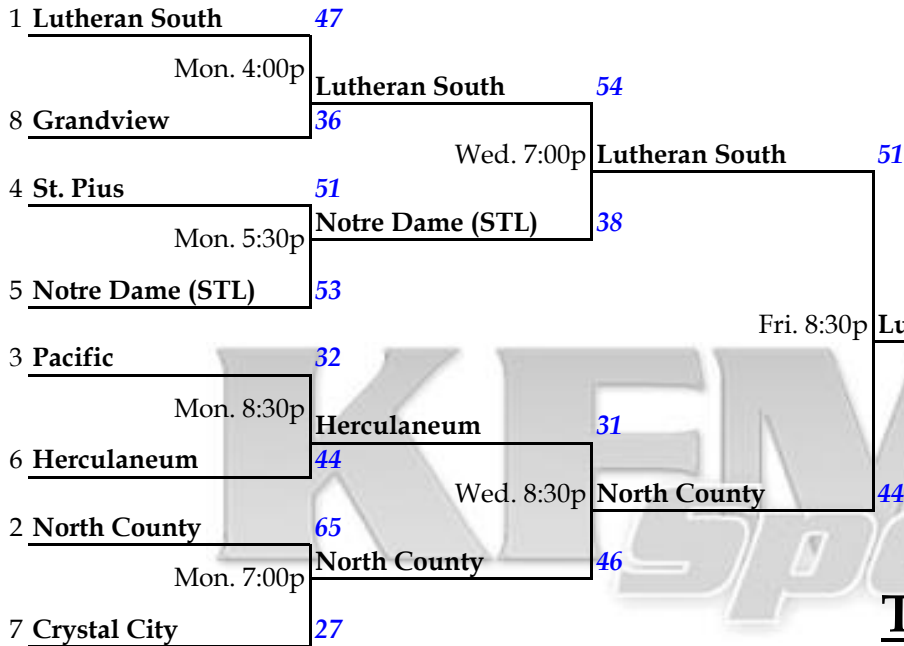 1 Lutheran South 47
Mon. 4:00p
Lutheran South 54
8 Grandview 36
Wed. 7:00p Lutheran South 51
4 St. Pius 51
Mon. 5:30p
Notre Dame (STL) 38
5 Notre Dame (STL) 53
Fri. 8:30p
3 Pacific 32
Mon. 8:30p
Herculaneum 31
6 Herculaneum 44
Wed. 8:30p North County 44
2 North County 65
Mon. 7:00p
North County 46
7 Crystal City 27